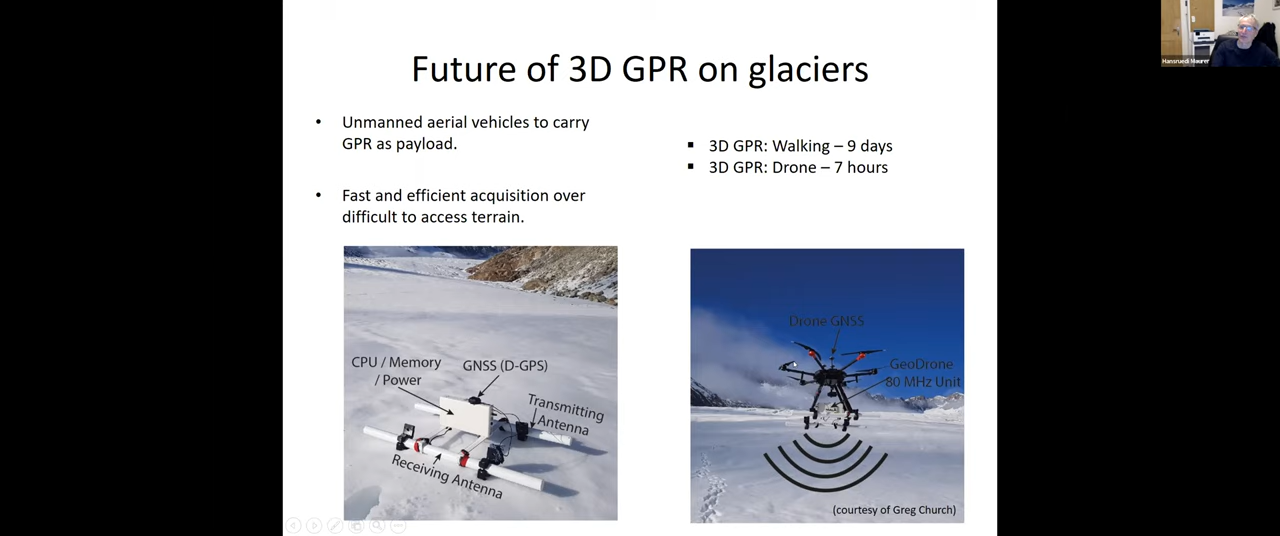 Future of 3D GPR on glaciers
• Unmanned aerial vehicles to carry
GPR as payload.
• Fast and efficient acquisition over
difficult to access terrain.
▪ 3D GPR: Walking – 9 days
▪ 3D GPR: Drone – 7 hours
CPU / Memory
/ Power
GNSS (D-GPS)
Transmitting
Antenna
Receiving Antenna
Drone GNSS
GeoDrone
80 MHz Unit
(courtesy of Greg Church)
Hansruedi Maurer